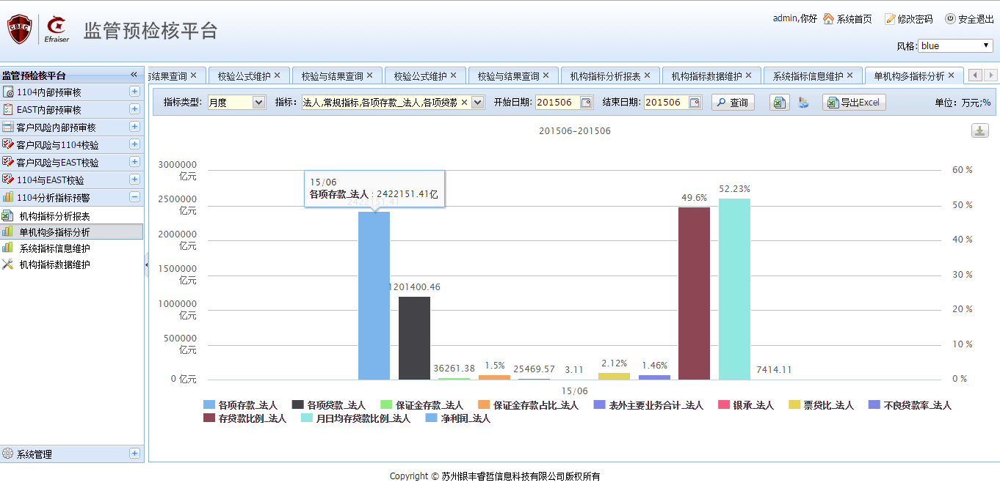 CBEC
Efraiser
监管预检核平台
admin,你好 系统首页 修改密码 安全退出
风格: blue
监管预检核平台
与结果查询 校验公式维护 校验与结果查询 校验公式维护 校验与结果查询 机构指标分析报表 机构指标数据维护 系统指标信息维护 单机构多指标分析
1104内部预审核
EAST内部预审核
客户风险内部预审核
客户风险与1104校验
客户风险与EAST校验
1104与EAST校验
1104分析指标预警
机构指标分析报表
单机构多指标分析
系统指标信息维护
机构指标数据维护
系统管理
指标类型: 月度 指标: 法人,常规指标,各项存款_法人,各项贷款 开始日期: 201506 结束日期: 201506 查询 导出Excel 单位: 万元;%
201506-201506
3000000 亿元
2500000 亿元
2000000 亿元
1500000 亿元
1000000 亿元
500000 亿元
0 亿元
15/06
各项存款_法人 : 2422151.41亿
2422151.41
1201400.46
36261.38
1.5%
25469.57
3.11
2.12%
1.46%
49.6%
52.23%
7414.11
60 %
50 %
40 %
30 %
20 %
10 %
0 %
15/06
各项存款_法人 各项贷款_法人 保证金存款_法人 保证金存款占比_法人 表外主要业务合计_法人 银承_法人 票贷比_法人 不良贷款率_法人
存贷款比例_法人 月日均存贷款比例_法人 净利润_法人
Copyright © 苏州银丰睿哲信息科技有限公司版权所有